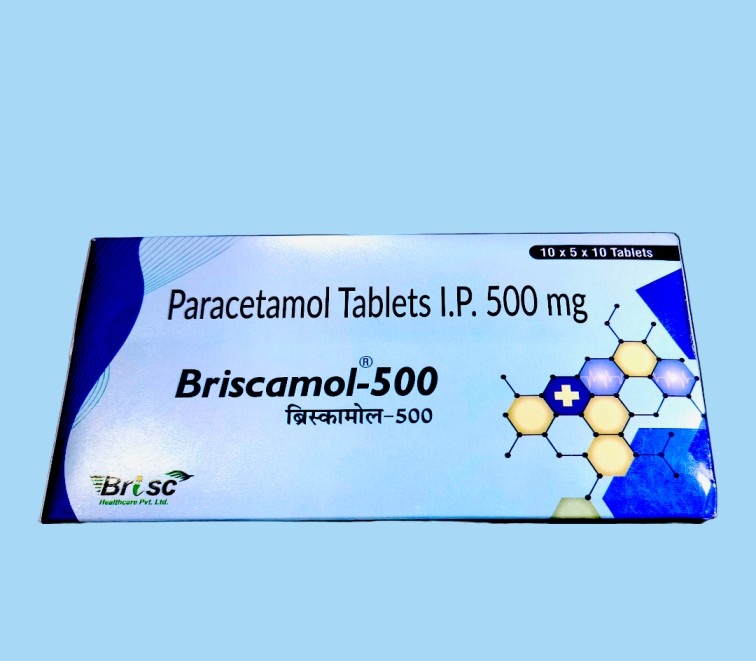 10 x 5 x 10 Tablets
Paracetamol Tablets I.P. 500 mg
Briscamol®-500
ब्रिस्कामोल-500
Brisc
Healthcare Pvt. Ltd.